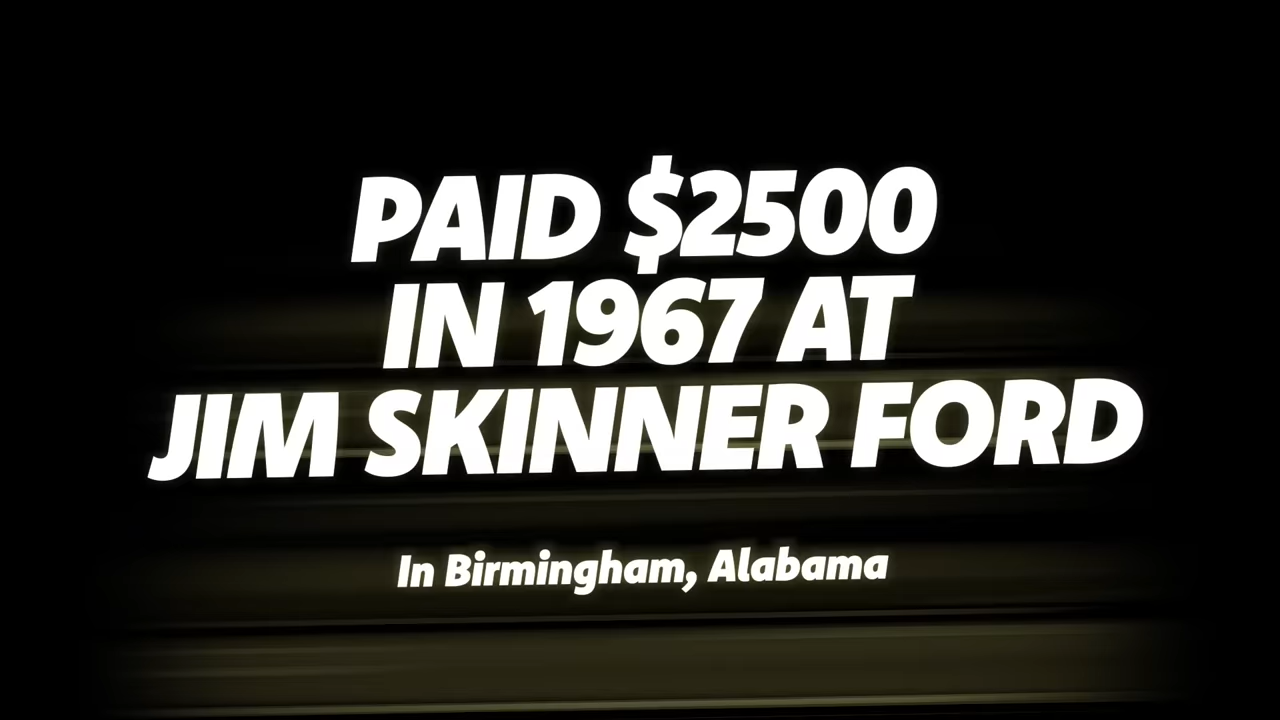 PAID $2500
IN 1967 AT
JIM SKINNER FORD
In Birmingham, Alabama